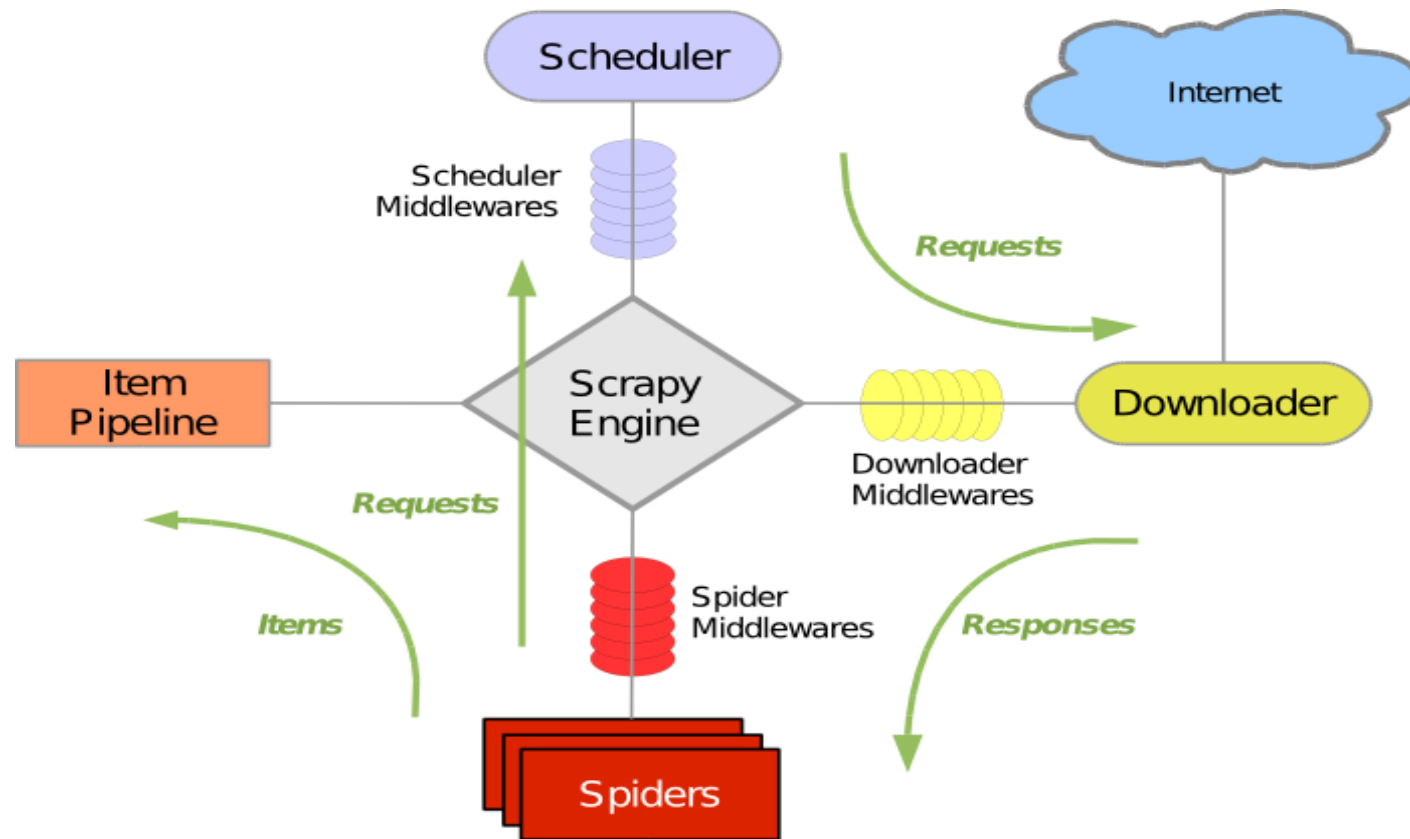 Scheduler
Internet
Scheduler
Middlewares
Requests
Item
Pipeline
Scrapy
Engine
Downloader
Downloader
Middlewares
Requests
Items
Spider
Middlewares
Responses
Spiders